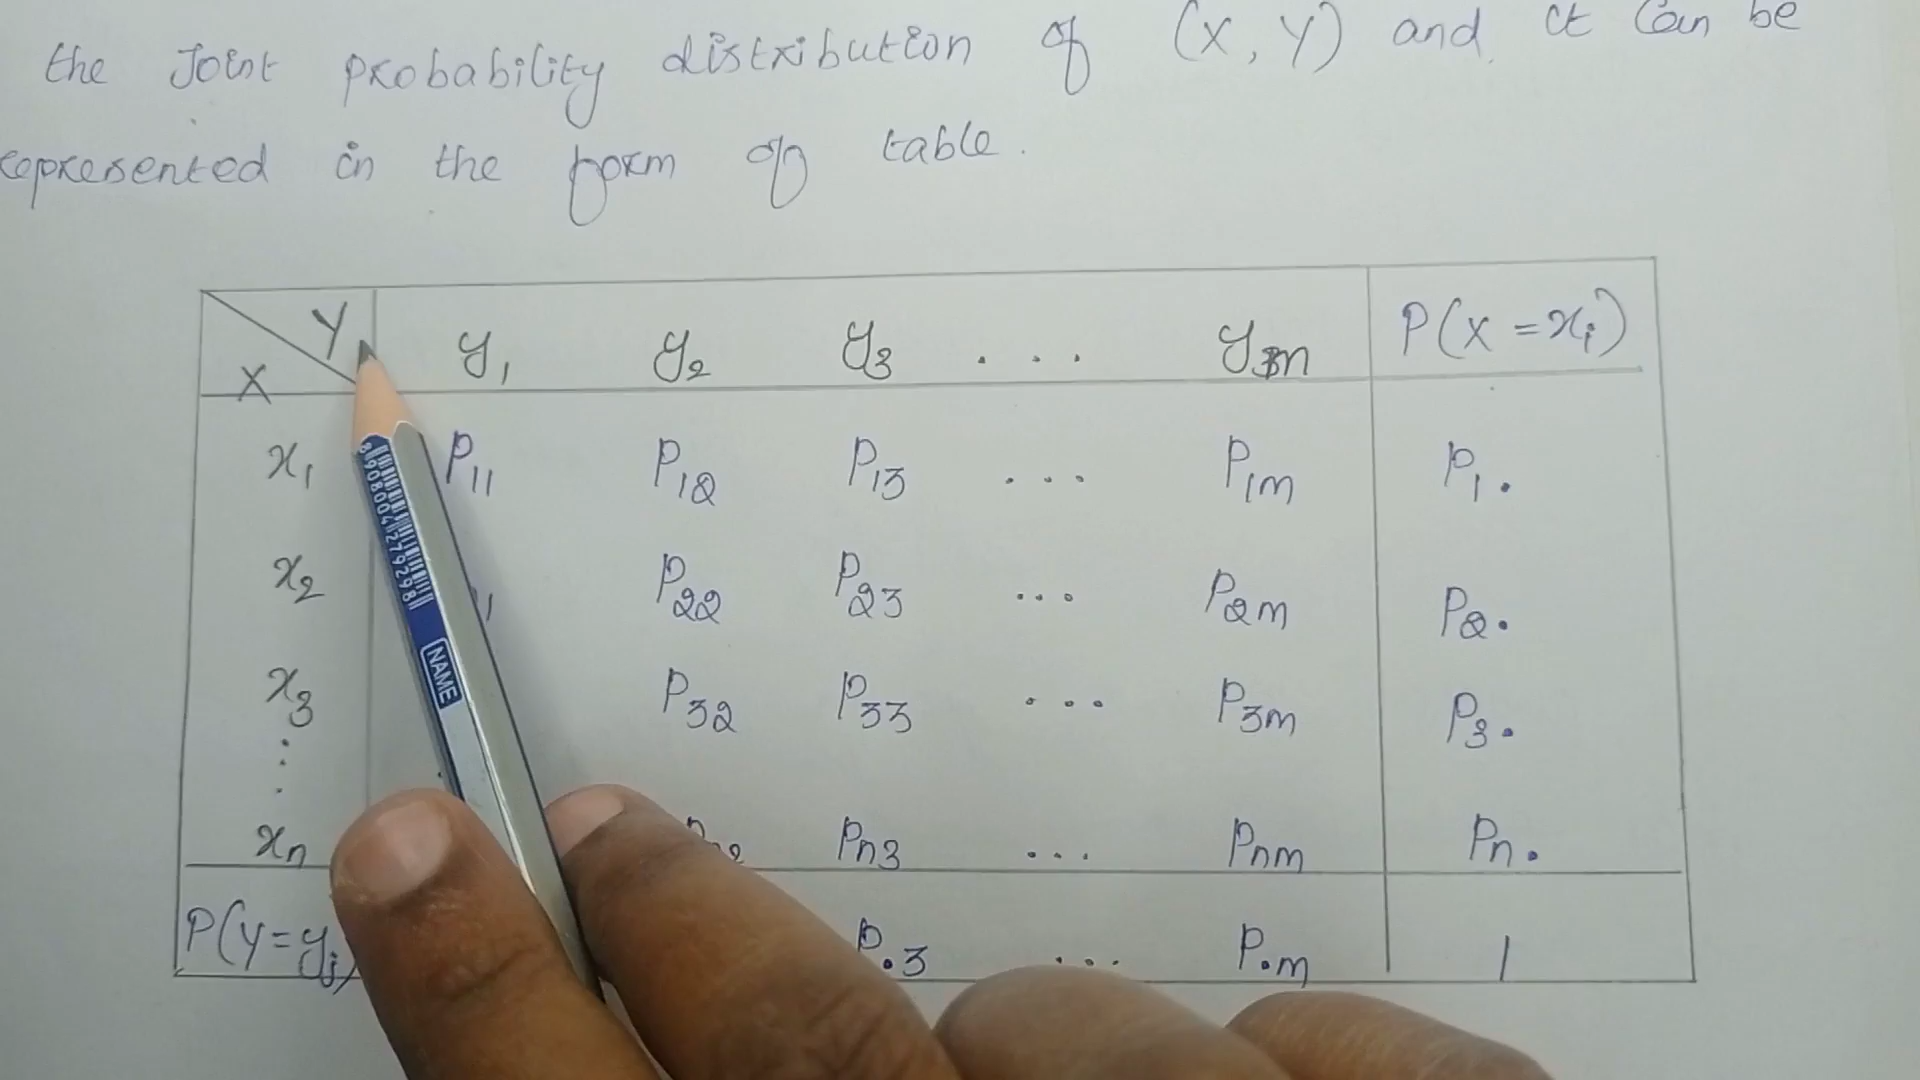 the Joint probability distribution of (X, Y) and it can be
represented in the form of table.
Y
X
y₁ y₂ y₃ . . . yₘ P(X = xᵢ)
x₁ P₁₁ P₁₂ P₁₃ . . . P₁ₘ P₁.
x₂ P₂₂ P₂₃ ... P₂ₘ P₂.
x₃ P₃₂ P₃₃ ... P₃ₘ P₃.
xₙ Pₙ₃ ... Pₙₘ Pₙ.
P(Y=yⱼ) P.₃ ... P.ₘ 1
8908004279298
NAME